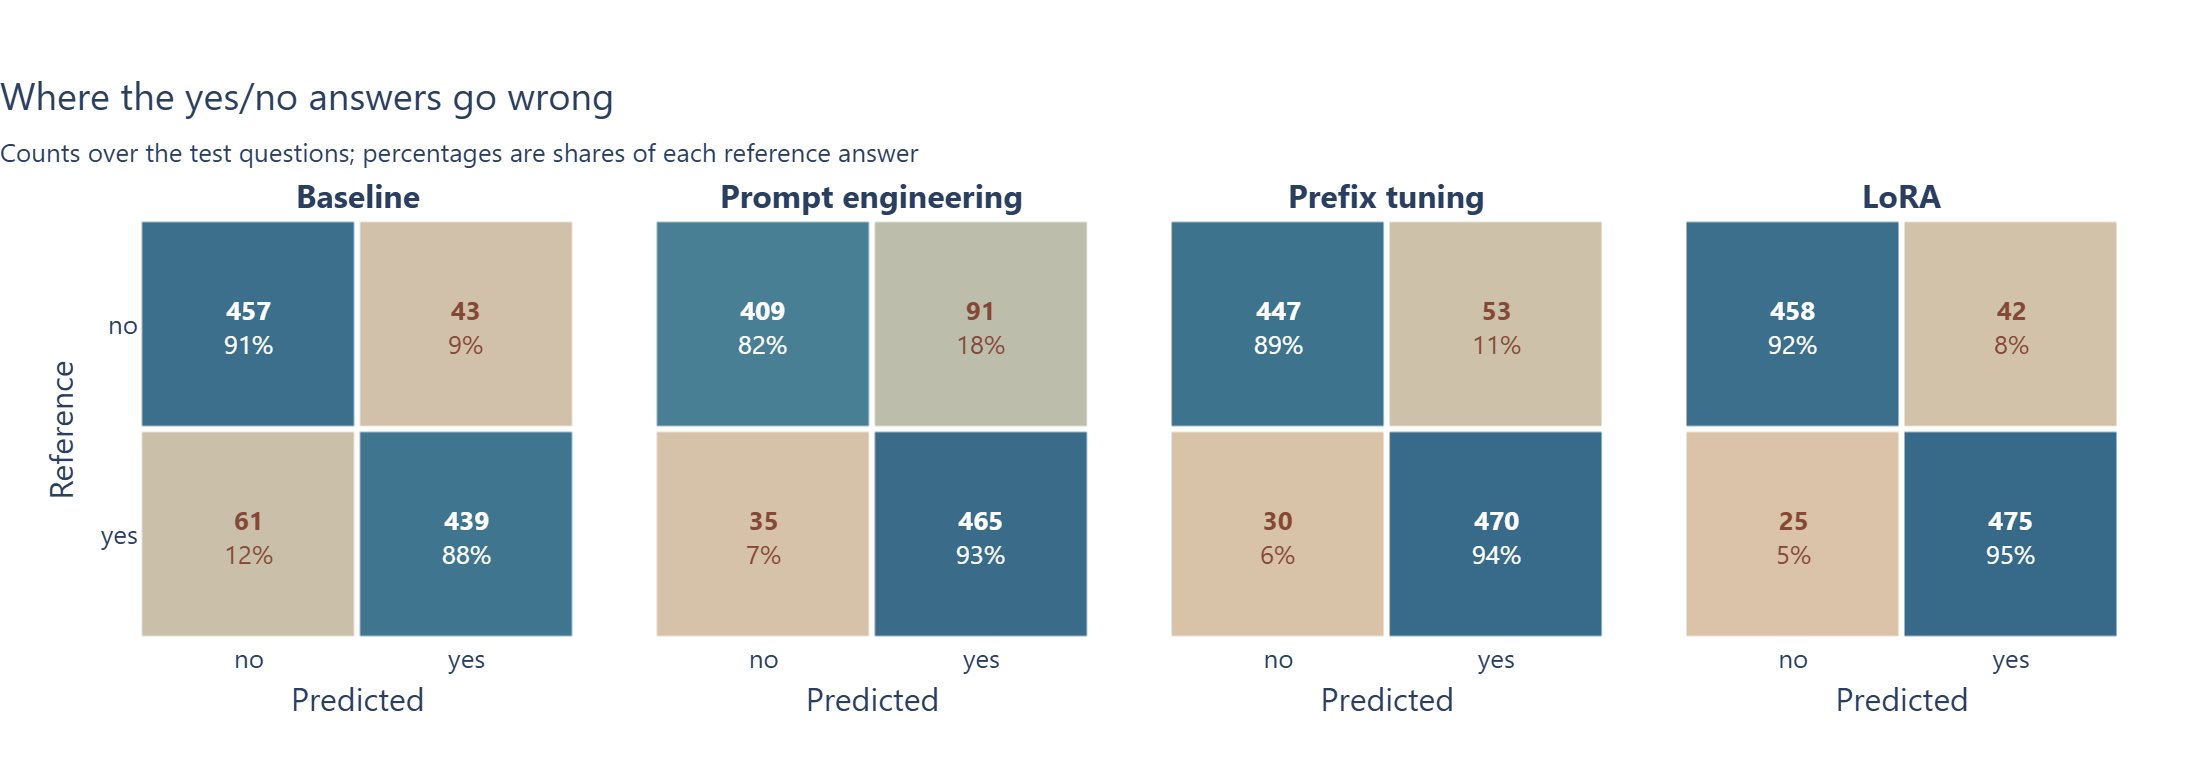 Where the yes/no answers go wrong
Counts over the test questions; percentages are shares of each reference answer
Baseline
Prompt engineering
Prefix tuning
LoRA
Reference
no
457
91%
43
9%
409
82%
91
18%
447
89%
53
11%
458
92%
42
8%
yes
61
12%
439
88%
35
7%
465
93%
30
6%
470
94%
25
5%
475
95%
no
yes
no
yes
no
yes
no
yes
Predicted
Predicted
Predicted
Predicted